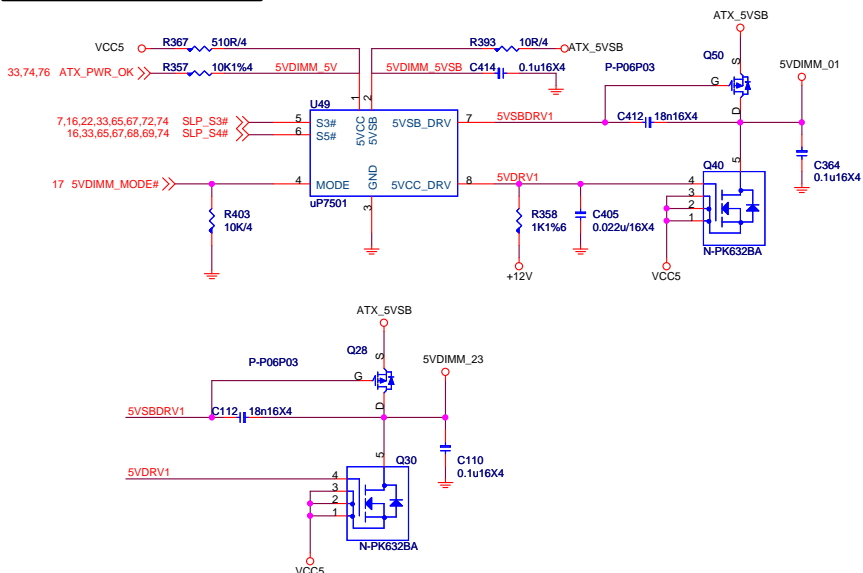 ATX_5VSB
VCC5 R367 510R/4 R393 10R/4 ATX_5VSB
Q50 S
5VDIMM_01
33,74,76 ATX_PWR_OK R357 10K1%4 5VDIMM_5V 5VDIMM_5VSB C414 0.1u16X4 P-P06P03
G
D
1 2
U49
7,16,22,33,65,67,72,74 SLP_S3# 5 S3# 5VCC 5VSB 5VSB_DRV 7 5VSBDRV1 C412 18n16X4
16,33,65,67,68,69,74 SLP_S4# 6 S5#
5
C364
0.1u16X4
Q40
17 5VDIMM_MODE# 4 MODE GND 5VCC_DRV 8 5VDRV1 4
3
2
1
uP7501
3
R403
10K/4
R358
1K1%6
C405
0.022u/16X4
N-PK632BA
+12V
VCC5
ATX_5VSB
Q28 S
5VDIMM_23
P-P06P03
G
D
5VSBDRV1 C112 18n16X4
5
Q30
C110
0.1u16X4
5VDRV1 4
3
2
1
N-PK632BA
VCC5